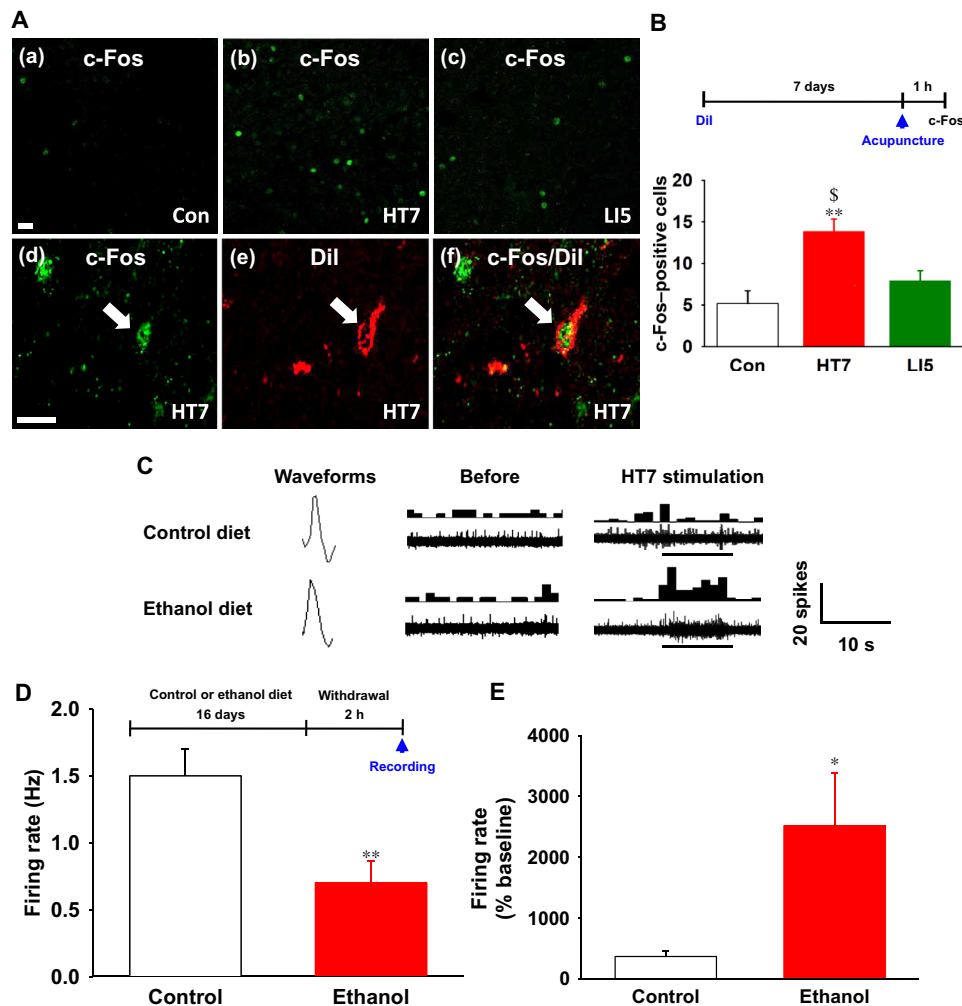 A
(a) c-Fos
Con
(b) c-Fos
HT7
(c) c-Fos
LI5
(d) c-Fos
HT7
(e) DiI
HT7
(f) c-Fos/DiI
HT7
B
7 days 1 h
DiI c-Fos
Acupuncture
c-Fos–positive cells
20
15
10
5
0
$
**
Con HT7 LI5
C
Waveforms Before HT7 stimulation
Control diet
Ethanol diet
20 spikes
10 s
D
Control or ethanol diet Withdrawal
16 days 2 h
Recording
Firing rate (Hz)
2.0
1.5
1.0
0.5
0.0
**
Control Ethanol
E
Firing rate
(% baseline)
4000
3000
2000
1000
0
*
Control Ethanol